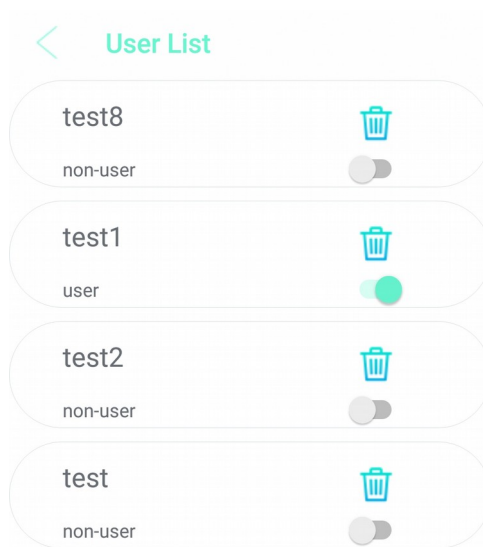 User List
test8
non-user
test1
user
test2
non-user
test
non-user